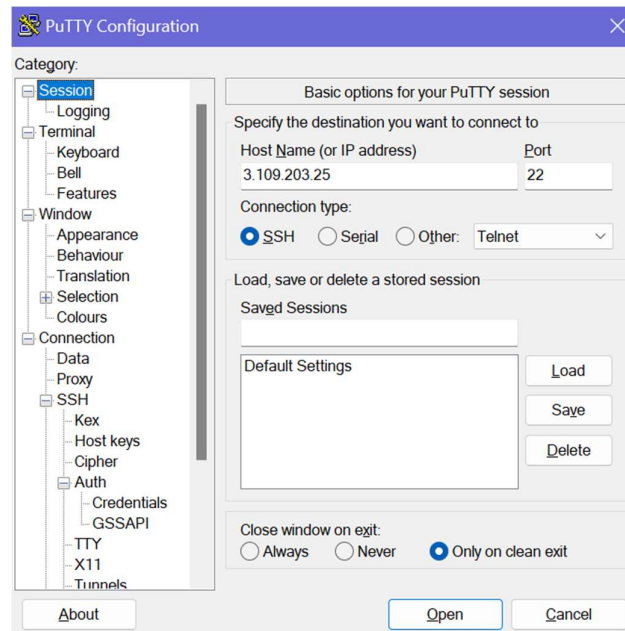 PuTTY Configuration
Category:
Session
Logging
Terminal
Keyboard
Bell
Features
Window
Appearance
Behaviour
Translation
Selection
Colours
Connection
Data
Proxy
SSH
Kex
Host keys
Cipher
Auth
Credentials
GSSAPI
TTY
X11
Tunnels
Basic options for your PuTTY session
Specify the destination you want to connect to
Host Name (or IP address) Port
3.109.203.25 22
Connection type:
SSH Serial Other: Telnet
Load, save or delete a stored session
Saved Sessions
Default Settings
Load
Save
Delete
Close window on exit:
Always Never Only on clean exit
About Open Cancel